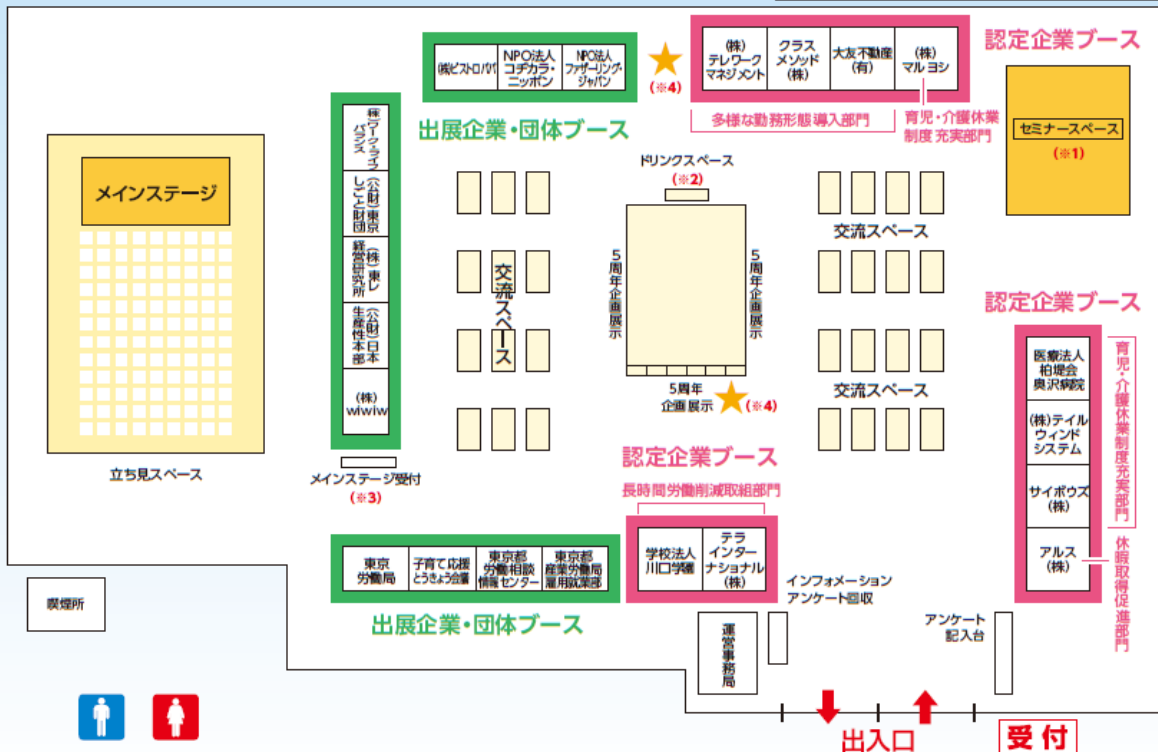 (株)ビストロパパ
NPO法人
コヂカラ・
ニッポン
NPO法人
ファザーリング・
ジャパン
(※4)
出展企業・団体ブース
(株)
テレワーク
マネジメント
クラス
メソッド
(株)
大友不動産
(有)
(株)
マルヨシ
多様な勤務形態導入部門
育児・介護休業
制度充実部門
認定企業ブース
セミナースペース
(※1)
メインステージ
立ち見スペース
(株)ワーク・ライフ
バランス
(公財)東京
しごと財団
(株)東レ
経営研究所
(公財)日本
生産性本部
(株)
wiwiw
メインステージ受付
(※3)
交流スペース
ドリンクスペース
(※2)
5周年企画展示
5周年企画展示
5周年
企画展示
(※4)
交流スペース
交流スペース
認定企業ブース
医療法人
柏堤会
奥沢病院
(株)テイル
ウィンド
システム
サイボウズ
(株)
アルス
(株)
育児・介護休業制度充実部門
休暇取得促進部門
認定企業ブース
長時間労働削減取組部門
学校法人
川口学園
テラ
インター
ナショナル
(株)
東京
労働局
子育て応援
とうきょう会議
東京都
労働相談
情報センター
東京都
産業労働局
雇用就業部
出展企業・団体ブース
インフォメーション
アンケート回収
運営事務局
アンケート
記入台
喫煙所
出入口
受付